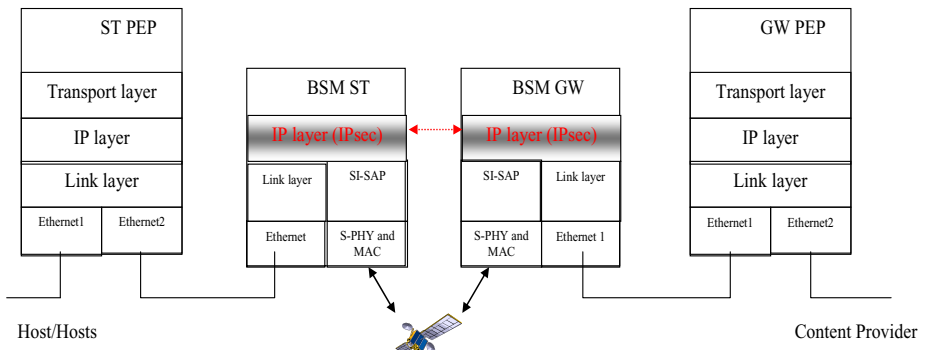 ST PEP
Transport layer
IP layer
Link layer
Ethernet1
Ethernet2
BSM ST
IP layer (IPsec)
Link layer
SI-SAP
Ethernet
S-PHY and
MAC
BSM GW
IP layer (IPsec)
SI-SAP
Link layer
S-PHY and
MAC
Ethernet 1
GW PEP
Transport layer
IP layer
Link layer
Ethernet1
Ethernet2
Host/Hosts
Content Provider